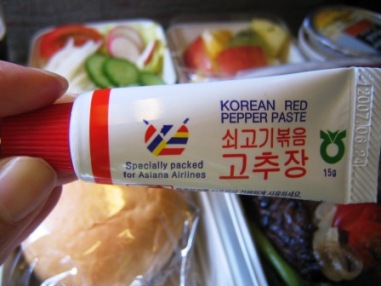 KOREAN RED
PEPPER PASTE
쇠고기볶음
고추장
Specially packed
for Asiana Airlines
15g